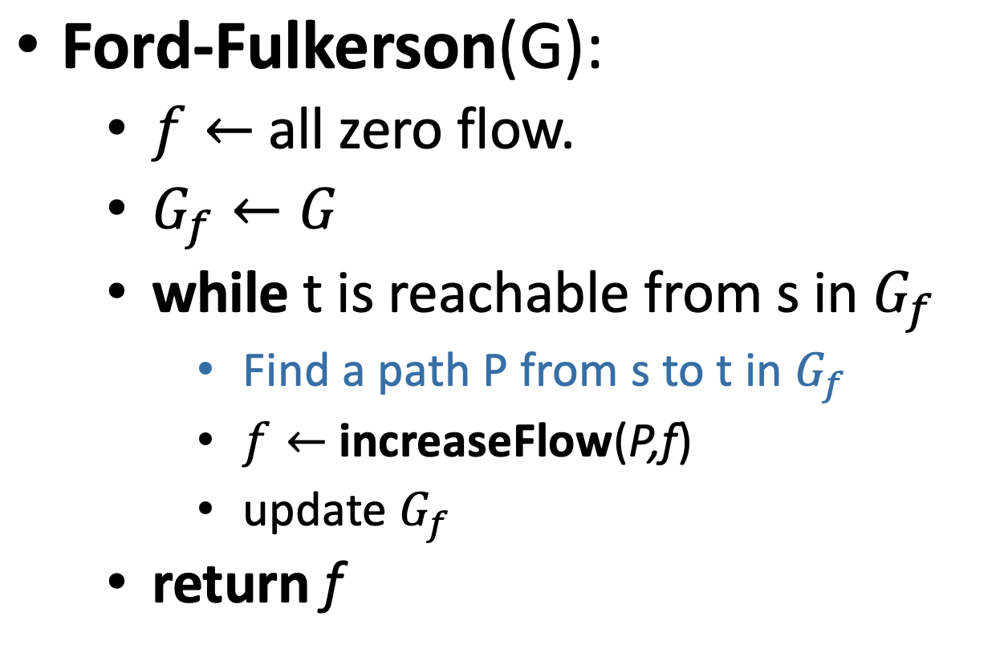 • Ford-Fulkerson(G):
• f ← all zero flow.
• G_f ← G
• while t is reachable from s in G_f
• Find a path P from s to t in G_f
• f ← increaseFlow(P,f)
• update G_f
• return f